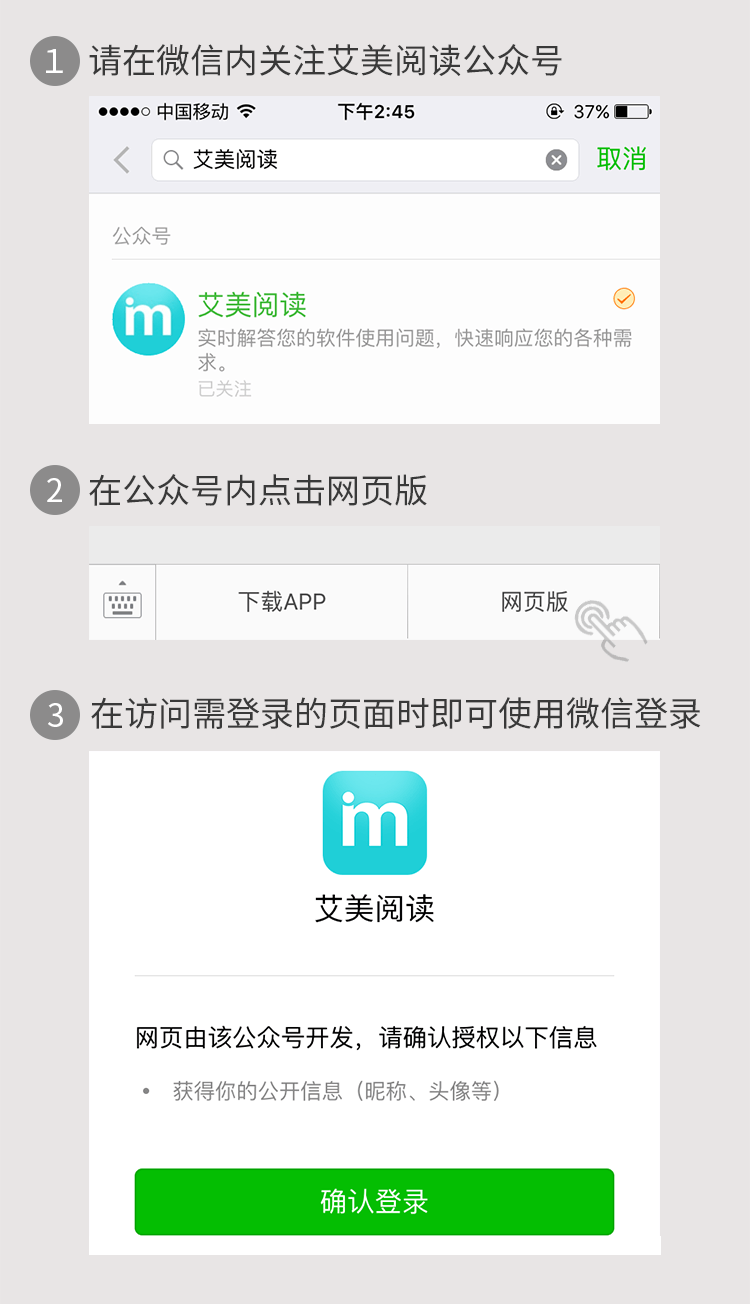 1 请在微信内关注艾美阅读公众号
中国移动 下午2:45 37%
艾美阅读 取消
公众号
im 艾美阅读
实时解答您的软件使用问题，快速响应您的各种需
求。
已关注
2 在公众号内点击网页版
下载APP 网页版
3 在访问需登录的页面时即可使用微信登录
im
艾美阅读
网页由该公众号开发，请确认授权以下信息
• 获得你的公开信息（昵称、头像等）
确认登录